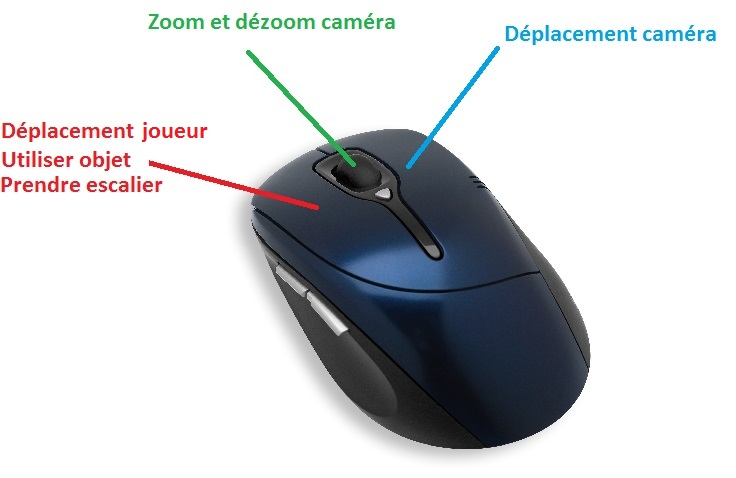 Zoom et dézoom caméra
Déplacement caméra
Déplacement joueur
Utiliser objet
Prendre escalier